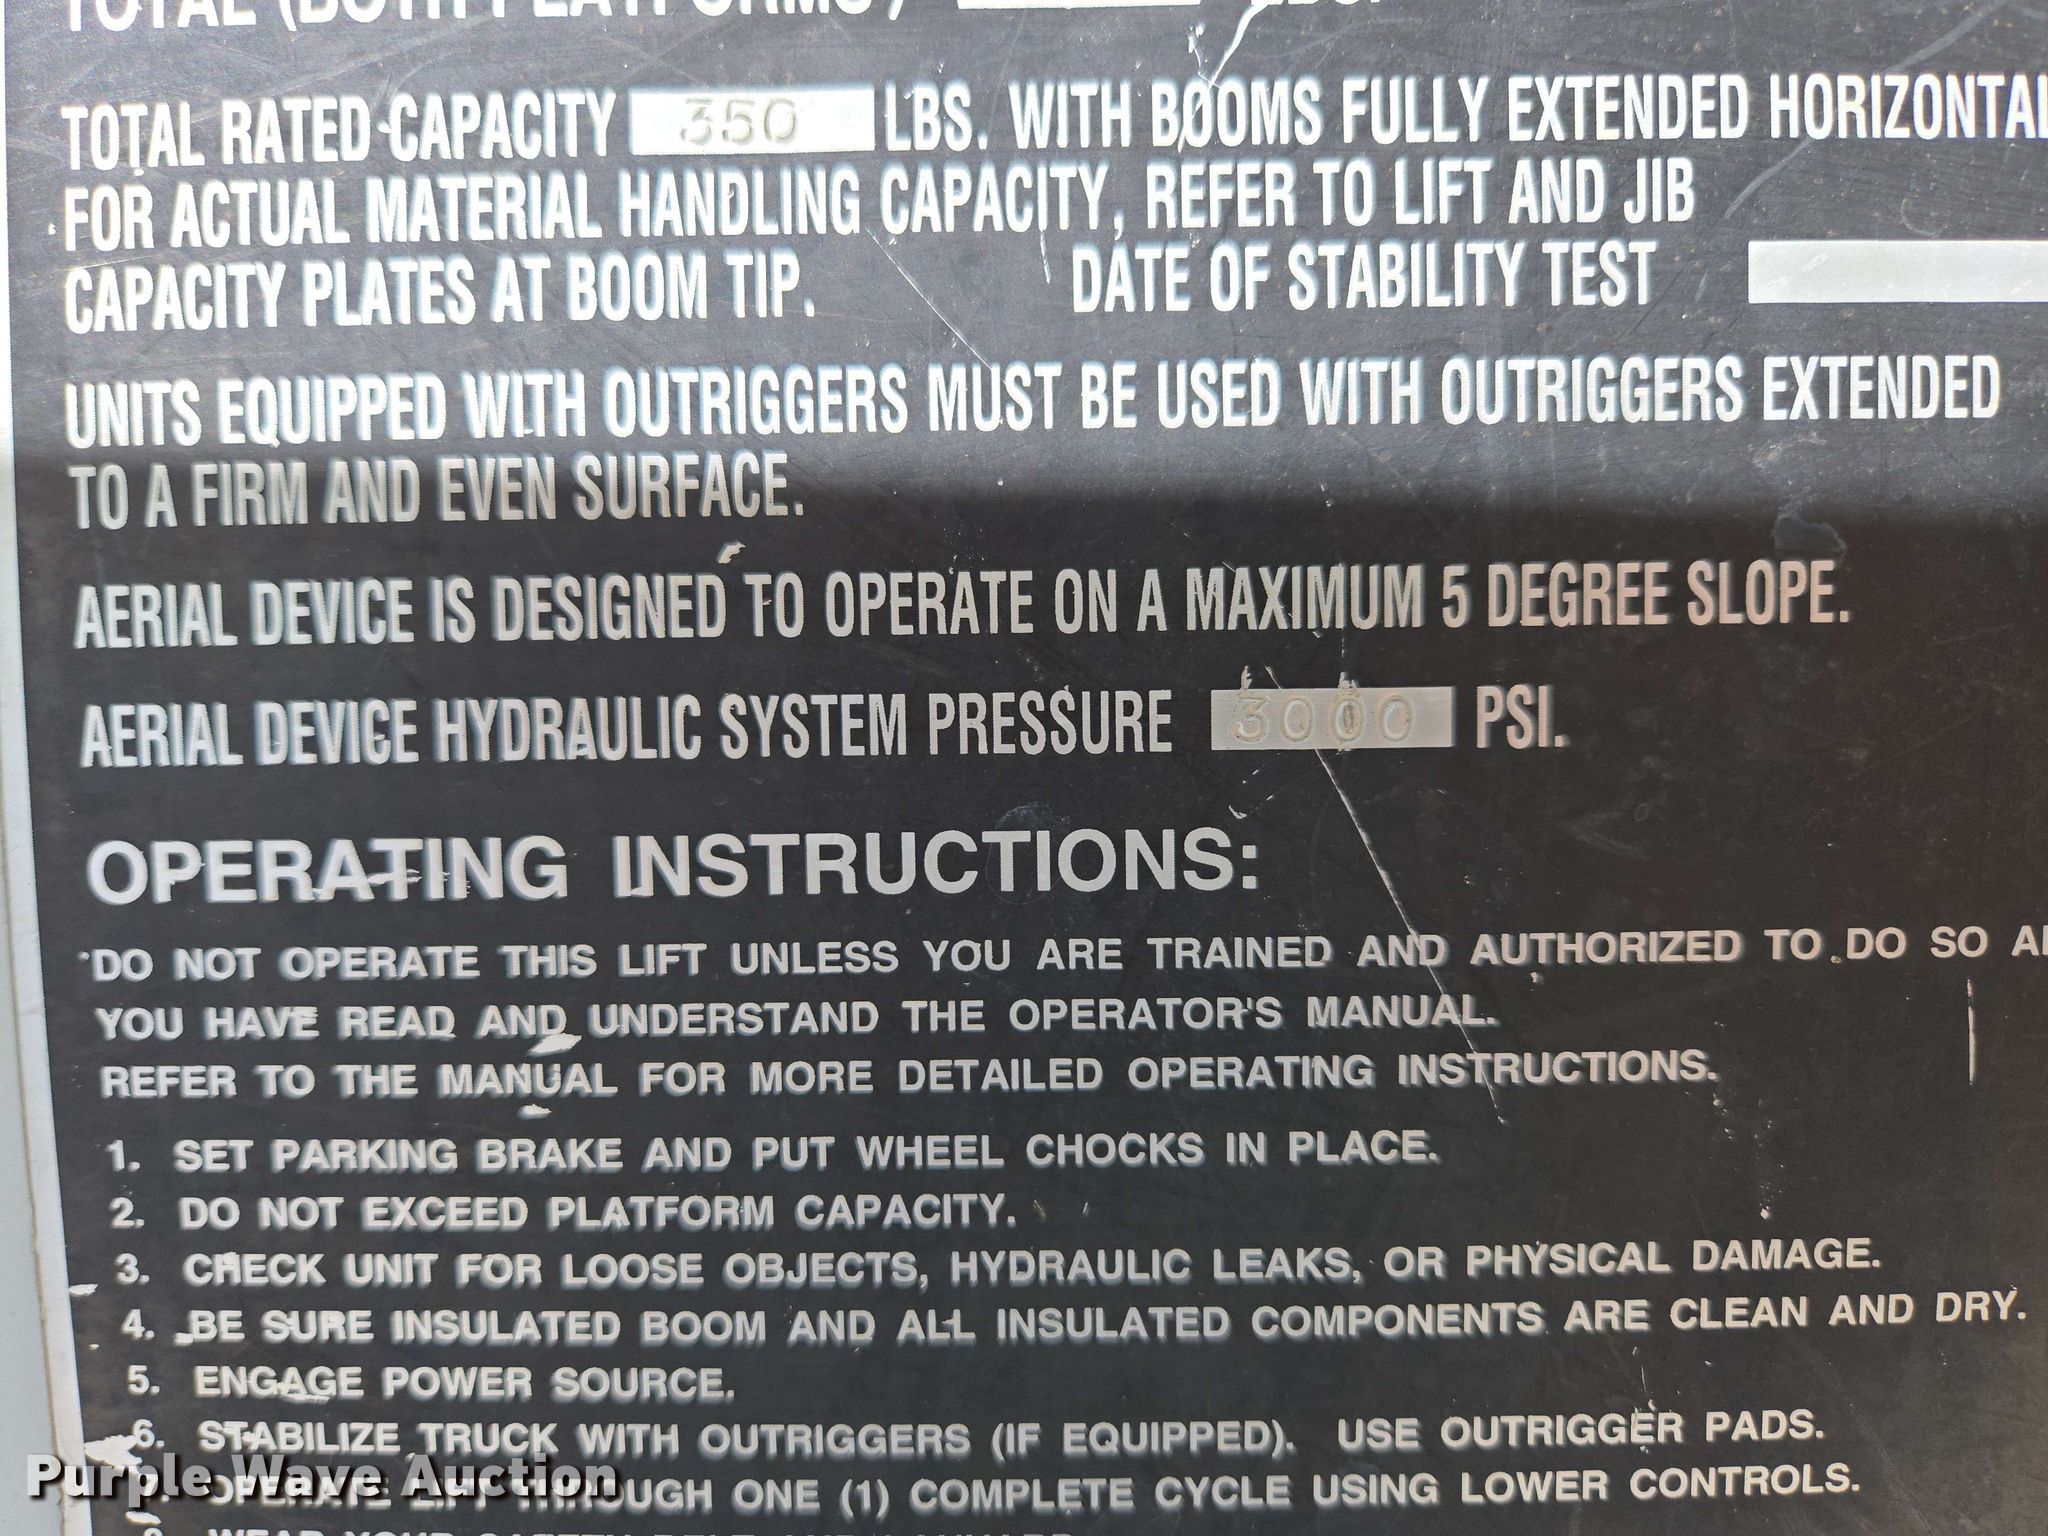 TOTAL (BOTH PLATFORMS) LBS.
TOTAL RATED CAPACITY 350 LBS. WITH BOOMS FULLY EXTENDED HORIZONTAL
FOR ACTUAL MATERIAL HANDLING CAPACITY, REFER TO LIFT AND JIB
CAPACITY PLATES AT BOOM TIP. DATE OF STABILITY TEST
UNITS EQUIPPED WITH OUTRIGGERS MUST BE USED WITH OUTRIGGERS EXTENDED
TO A FIRM AND EVEN SURFACE.
AERIAL DEVICE IS DESIGNED TO OPERATE ON A MAXIMUM 5 DEGREE SLOPE.
AERIAL DEVICE HYDRAULIC SYSTEM PRESSURE 3000 PSI.
OPERATING INSTRUCTIONS:
DO NOT OPERATE THIS LIFT UNLESS YOU ARE TRAINED AND AUTHORIZED TO DO SO
YOU HAVE READ AND UNDERSTAND THE OPERATOR'S MANUAL.
REFER TO THE MANUAL FOR MORE DETAILED OPERATING INSTRUCTIONS.
1. SET PARKING BRAKE AND PUT WHEEL CHOCKS IN PLACE.
2. DO NOT EXCEED PLATFORM CAPACITY.
3. CHECK UNIT FOR LOOSE OBJECTS, HYDRAULIC LEAKS, OR PHYSICAL DAMAGE.
4. BE SURE INSULATED BOOM AND ALL INSULATED COMPONENTS ARE CLEAN AND DRY.
5. ENGAGE POWER SOURCE.
6. STABILIZE TRUCK WITH OUTRIGGERS (IF EQUIPPED). USE OUTRIGGER PADS.
7. OPERATE LIFT THROUGH ONE (1) COMPLETE CYCLE USING LOWER CONTROLS.
Purple Wave Auction